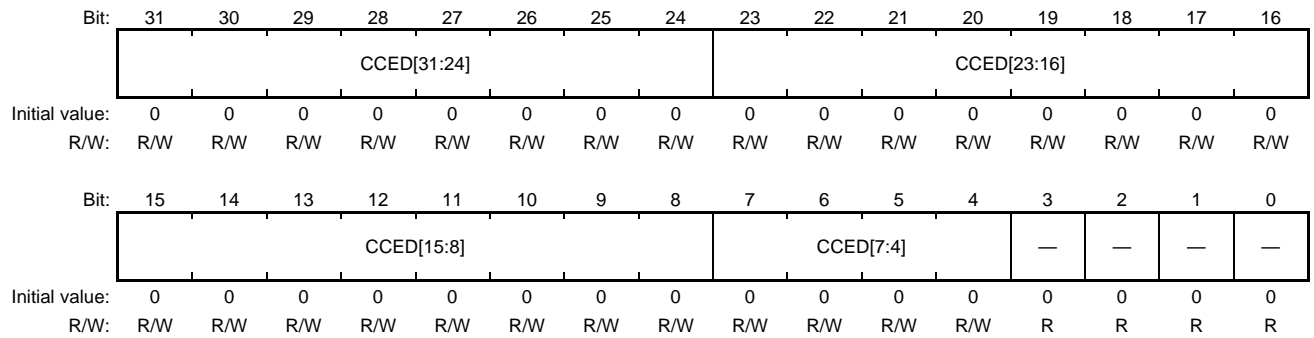 Bit: 31 30 29 28 27 26 25 24 23 22 21 20 19 18 17 16
CCED[31:24] CCED[23:16]
Initial value: 0 0 0 0 0 0 0 0 0 0 0 0 0 0 0 0
R/W: R/W R/W R/W R/W R/W R/W R/W R/W R/W R/W R/W R/W R/W R/W R/W R/W
Bit: 15 14 13 12 11 10 9 8 7 6 5 4 3 2 1 0
CCED[15:8] CCED[7:4] — — — —
Initial value: 0 0 0 0 0 0 0 0 0 0 0 0 0 0 0 0
R/W: R/W R/W R/W R/W R/W R/W R/W R/W R/W R/W R/W R/W R R R R